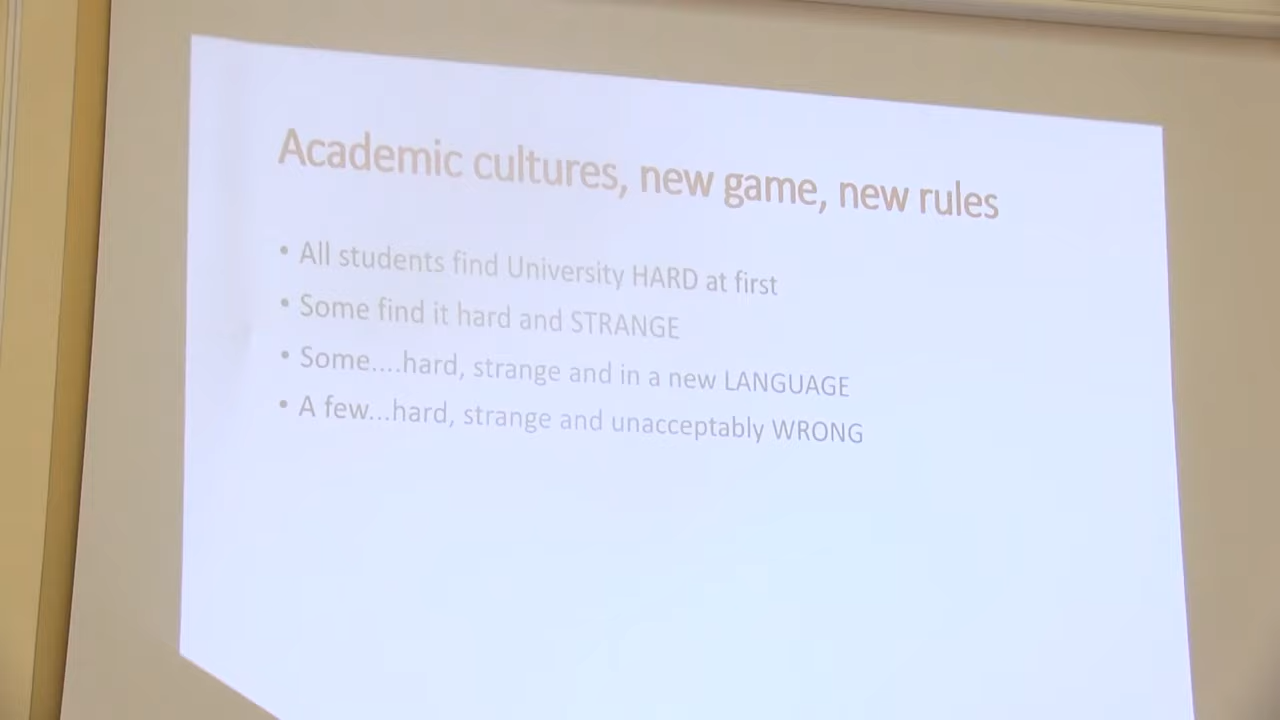 Academic cultures, new game, new rules
• All students find University HARD at first
• Some find it hard and STRANGE
• Some....hard, strange and in a new LANGUAGE
• A few...hard, strange and unacceptably WRONG